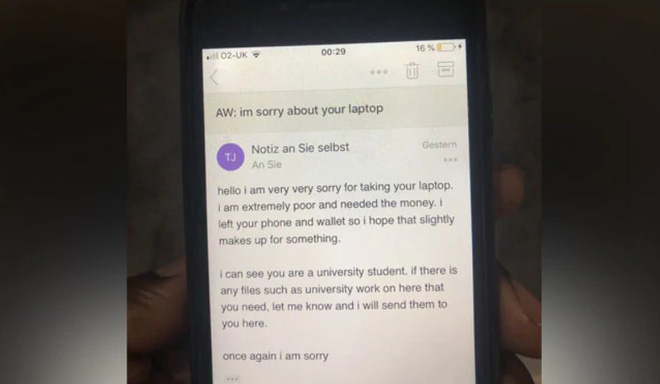 O2-UK 00:29 16 %
AW: im sorry about your laptop
TJ Notiz an Sie selbst Gestern
An Sie
hello i am very very sorry for taking your laptop.
i am extremely poor and needed the money. i
left your phone and wallet so i hope that slightly
makes up for something.
i can see you are a university student. if there is
any files such as university work on here that
you need, let me know and i will send them to
you here.
once again i am sorry